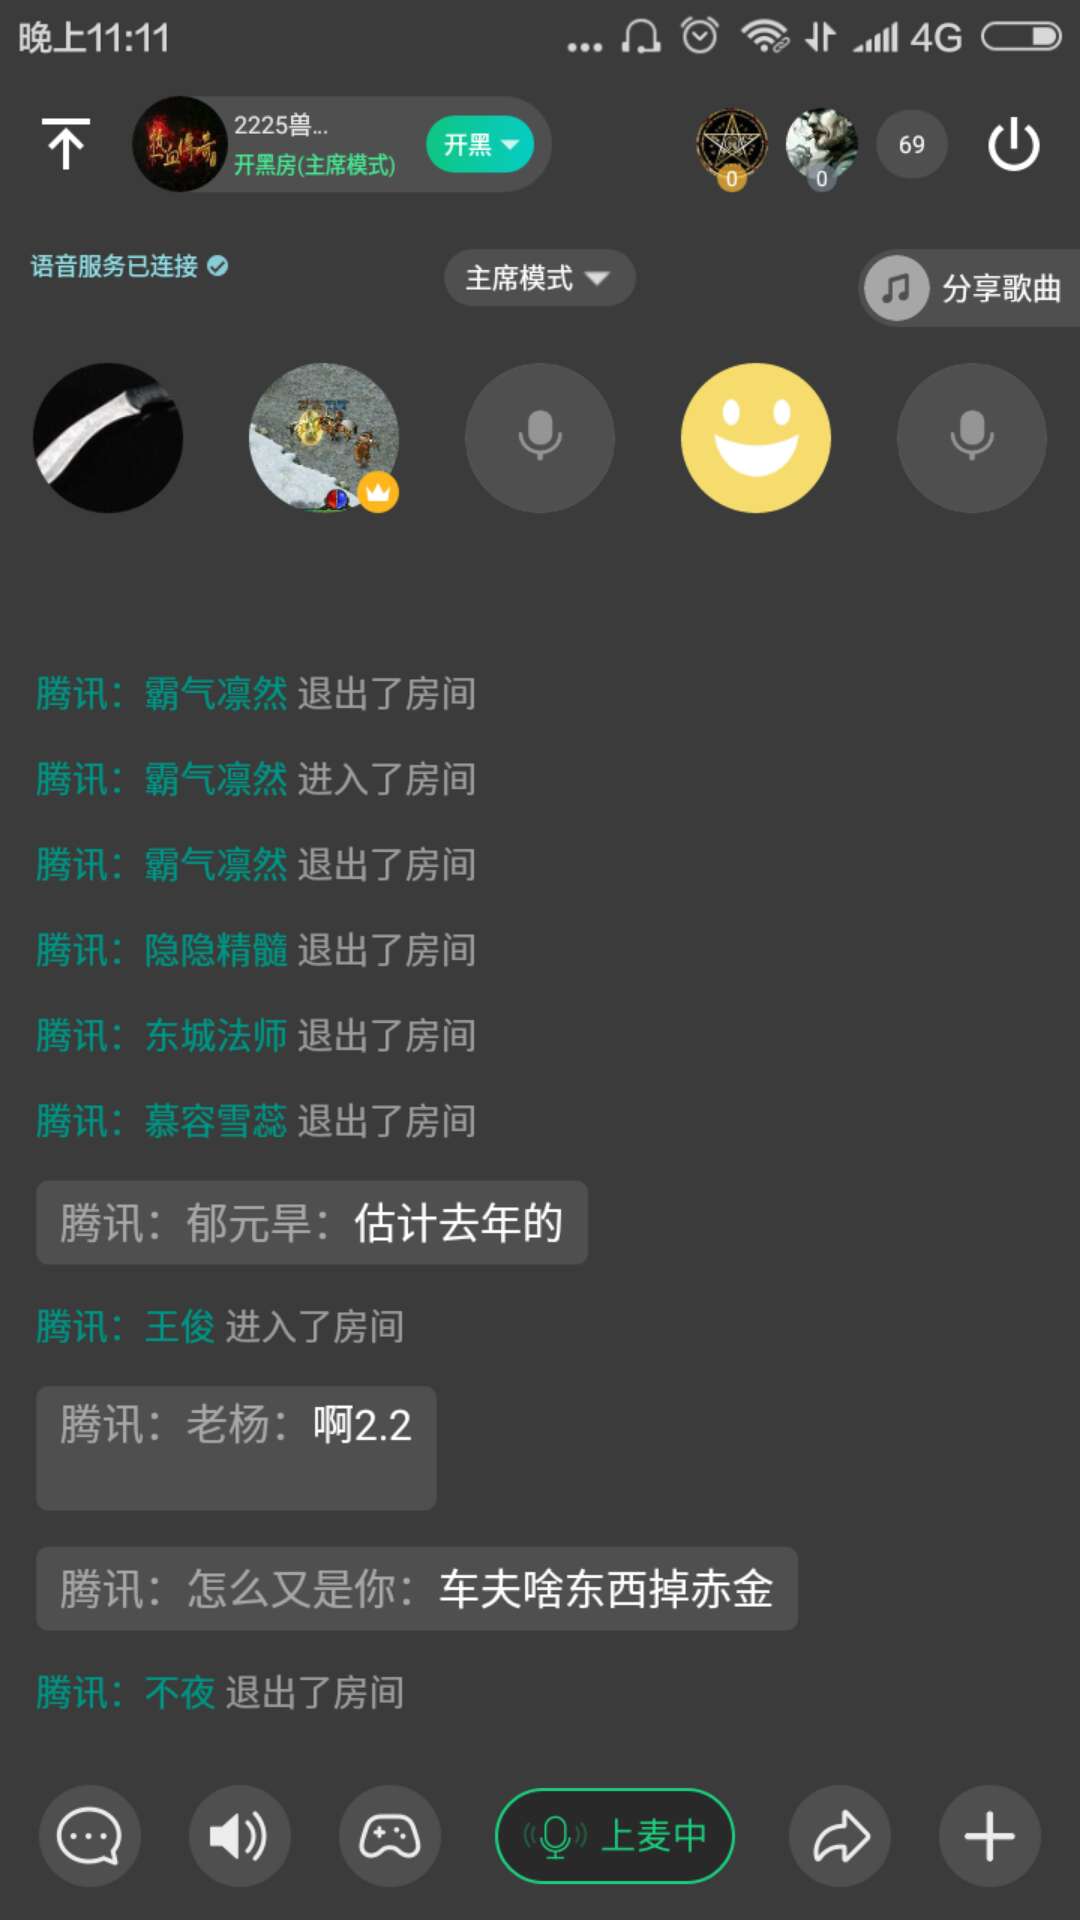 晚上11:11
4G
热血传奇
2225兽...
开黑房(主席模式)
开黑
0
0
69
语音服务已连接
主席模式
分享歌曲
腾讯：霸气凛然 退出了房间
腾讯：霸气凛然 进入了房间
腾讯：霸气凛然 退出了房间
腾讯：隐隐精髓 退出了房间
腾讯：东城法师 退出了房间
腾讯：慕容雪蕊 退出了房间
腾讯：郁元旱：估计去年的
腾讯：王俊 进入了房间
腾讯：老杨：啊2.2
腾讯：怎么又是你：车夫啥东西掉赤金
腾讯：不夜 退出了房间
上麦中